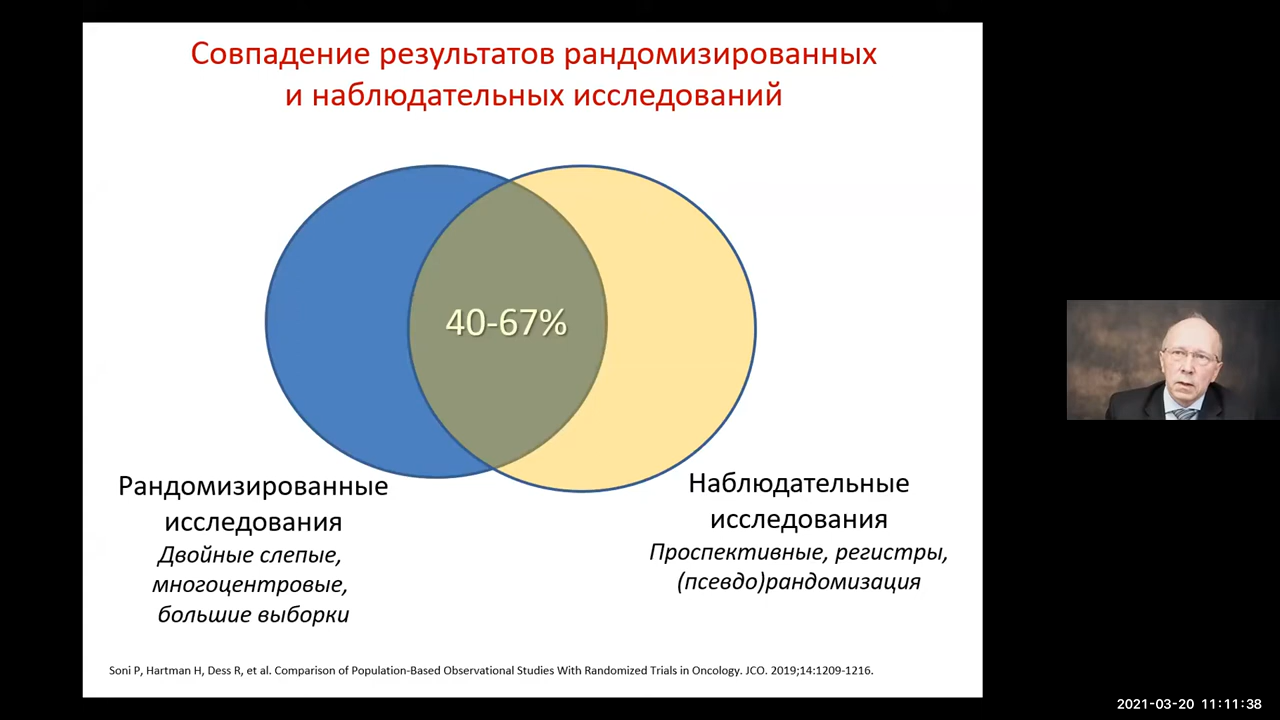 Совпадение результатов рандомизированных
и наблюдательных исследований
40-67%
Рандомизированные
исследования
Двойные слепые,
многоцентровые,
большие выборки
Наблюдательные
исследования
Проспективные, регистры,
(псевдо)рандомизация
Soni P, Hartman H, Dess R, et al. Comparison of Population-Based Observational Studies With Randomized Trials in Oncology. JCO. 2019;14:1209-1216.
2021-03-20 11:11:38